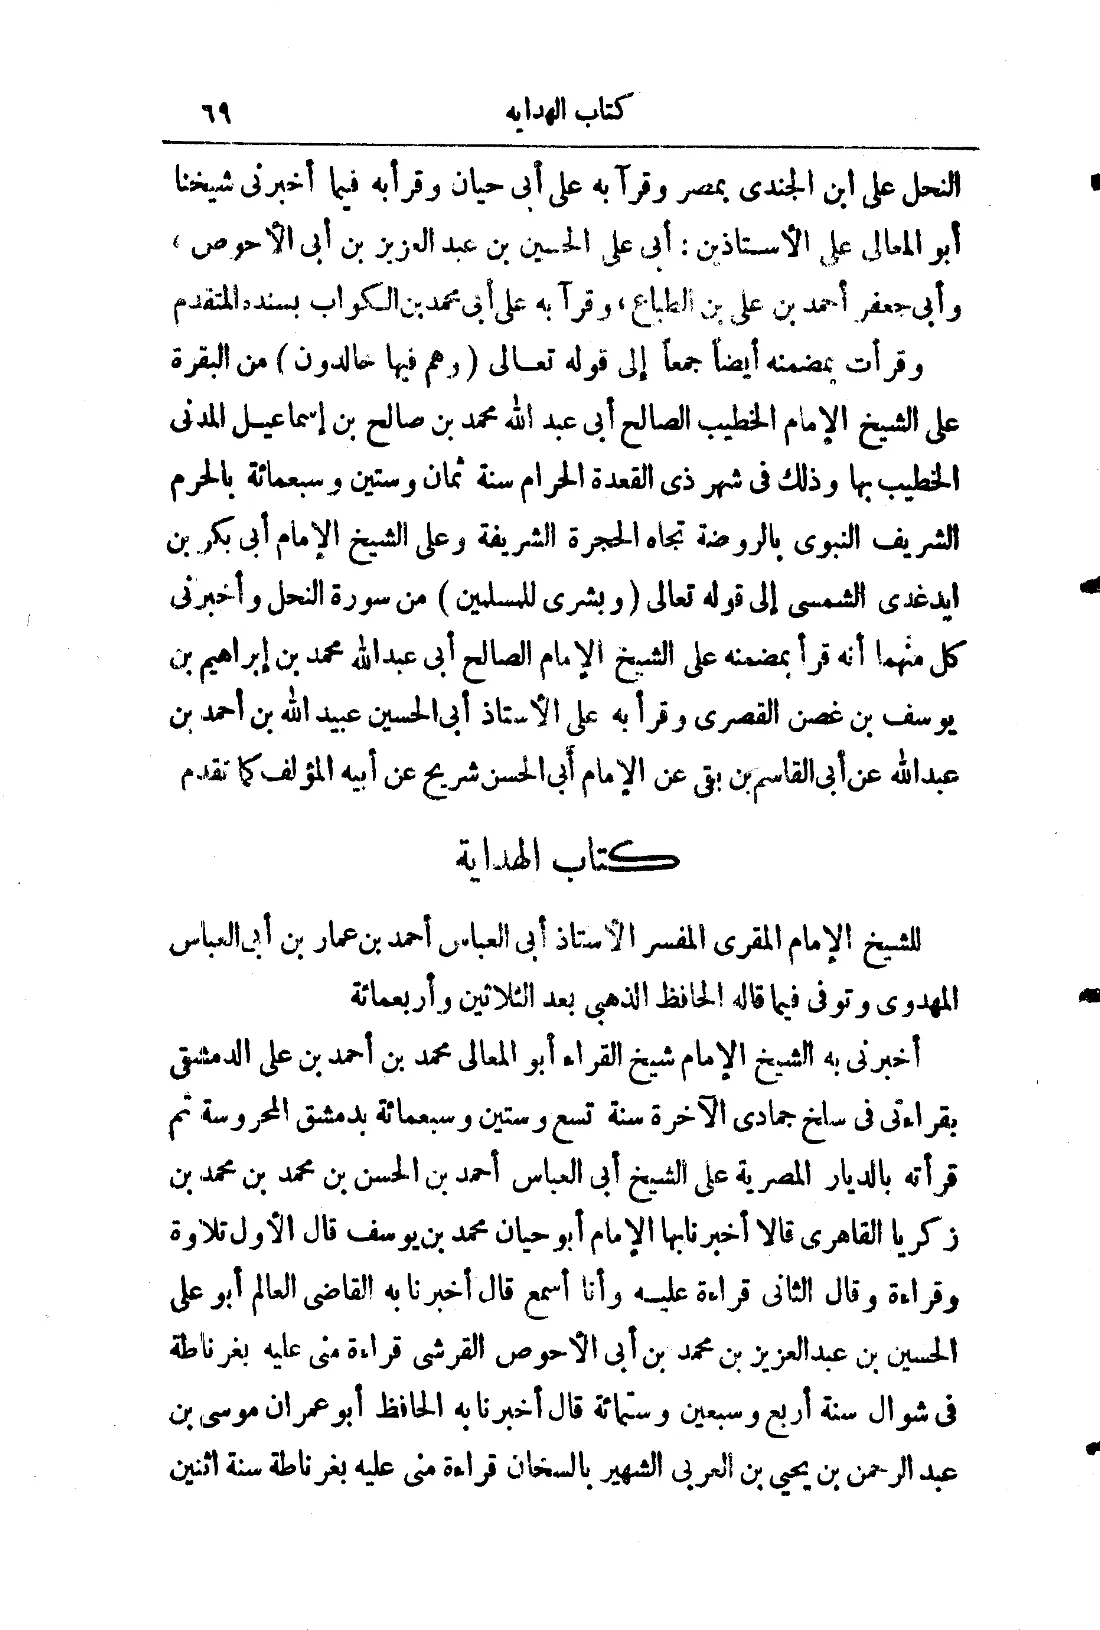 كتاب الهدايه ٦٩
النحل على ابن الجندى بمصر وقرآ به على أبى حيان وقرأ به فيما أخبرنى شيخنا
أبو المعالى على الأستاذين : أبى على الحسين بن عبد العزيز بن أبى الأحوص ،
وأبى جعفر أحمد بن على بن الطباع ، وقرآ به على أبى محمد بن الكواب بسنده المتقدم
وقرأت بمضمنه أيضاً جمعاً إلى قوله تعالى ( وهم فيها خالدون ) من البقرة
على الشيخ الإمام الخطيب الصالح أبى عبد الله محمد بن صالح بن إسماعيل المدنى
الخطيب بها وذلك فى شهر ذى القعدة الحرام سنة ثمان وستين وسبعمائة بالحرم
الشريف النبوى بالروضة تجاه الحجرة الشريفة وعلى الشيخ الإمام أبى بكر بن
ايدغدى الشمسى إلى قوله تعالى ( وبشرى للمسلمين ) من سورة النحل وأخبرنى
كل منهما أنه قرأ بمضمنه على الشيخ الإمام الصالح أبى عبد الله محمد بن إبراهيم بن
يوسف بن غصن القصرى وقرأ به على الأستاذ أبى الحسين عبيد الله بن أحمد بن
عبد الله عن أبى القاسم بن بقى عن الإمام أبى الحسن شريح عن أبيه المؤلف كما تقدم
كتاب الهداية
للشيخ الإمام المقرى المفسر الأستاذ أبى العباس أحمد بن عمار بن أبى العباس
المهدوى وتوفى فيما قاله الحافظ الذهبي بعد الثلاثين وأربعمائة
أخبرنى به الشيخ الإمام شيخ القراء أبو المعالى محمد بن أحمد بن على الدمشقى
بقراءتى فى سلخ جمادى الآخرة سنة تسع وستين وسبعمائة بدمشق المحروسة ثم
قرأته بالديار المصرية على الشيخ أبى العباس أحمد بن الحسن بن محمد بن محمد بن
زكريا القاهرى قالا أخبرنا بها الإمام أبو حيان محمد بن يوسف قال الأول تلاوة
وقراءة وقال الثانى قراءة عليه وأنا أسمع قال أخبرنا به القاضى العالم أبو على
الحسين بن عبد العزيز بن محمد بن أبى الأحوص القرشى قراءة منى عليه بغرناطة
فى شوال سنة أربع وسبعين وستمائة قال أخبرنا به الحافظ أبو عمران موسى بن
عبد الرحمن بن يحيى بن العربى الشهير بالسخان قراءة منى عليه بغرناطة سنة اثنين